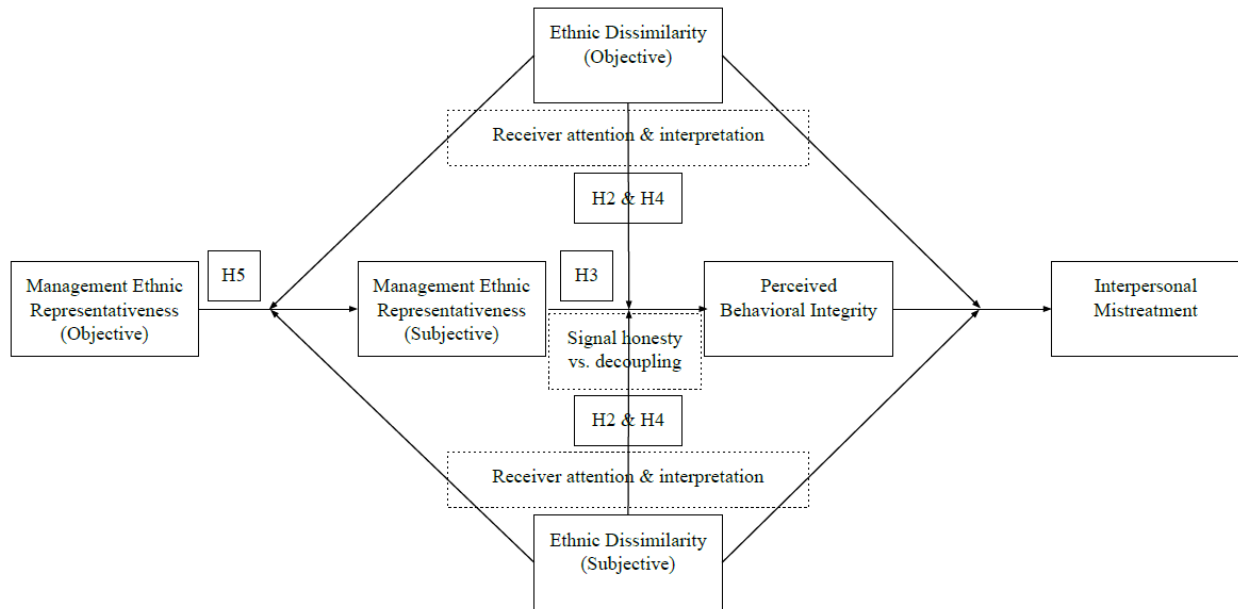 Ethnic Dissimilarity
(Objective)
Receiver attention & interpretation
H2 & H4
H5
H3
Management Ethnic
Representativeness
(Objective)
Management Ethnic
Representativeness
(Subjective)
Perceived
Behavioral Integrity
Interpersonal
Mistreatment
Signal honesty
vs. decoupling
H2 & H4
Receiver attention & interpretation
Ethnic Dissimilarity
(Subjective)